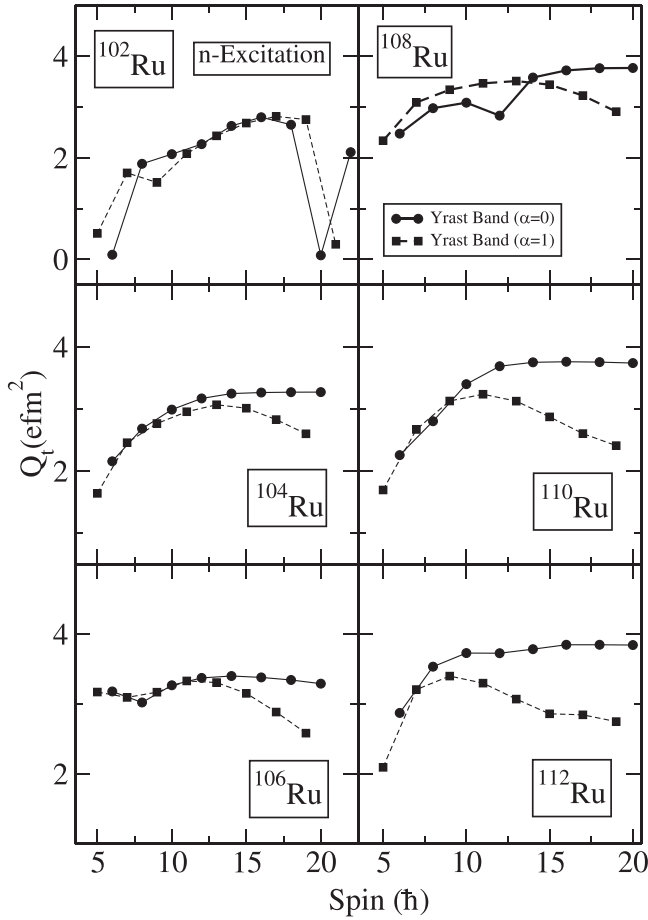 4
2
0
¹⁰²Ru
n-Excitation
¹⁰⁸Ru
Yrast Band (α=0)
Yrast Band (α=1)
4
2
Qₜ(efm²)
¹⁰⁴Ru
¹¹⁰Ru
4
2
¹⁰⁶Ru
¹¹²Ru
5 10 15 20 5 10 15 20
Spin (ħ)